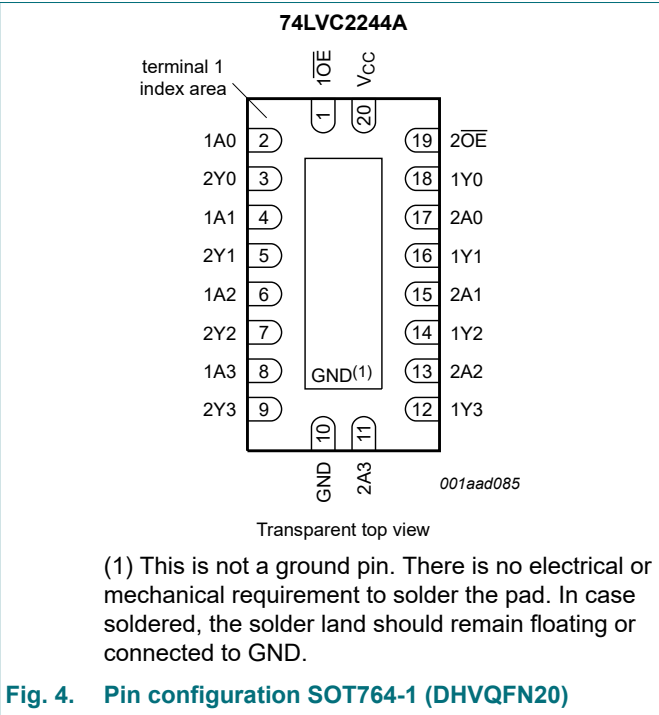 74LVC2244A
terminal 1
index area
1O̅E̅
VCC
1
20
1A0 2 19 2O̅E̅
2Y0 3 18 1Y0
1A1 4 17 2A0
2Y1 5 16 1Y1
1A2 6 15 2A1
2Y2 7 14 1Y2
1A3 8 GND(1) 13 2A2
2Y3 9 12 1Y3
10
11
GND
2A3
001aad085
Transparent top view
(1) This is not a ground pin. There is no electrical or
mechanical requirement to solder the pad. In case
soldered, the solder land should remain floating or
connected to GND.
Fig. 4. Pin configuration SOT764-1 (DHVQFN20)